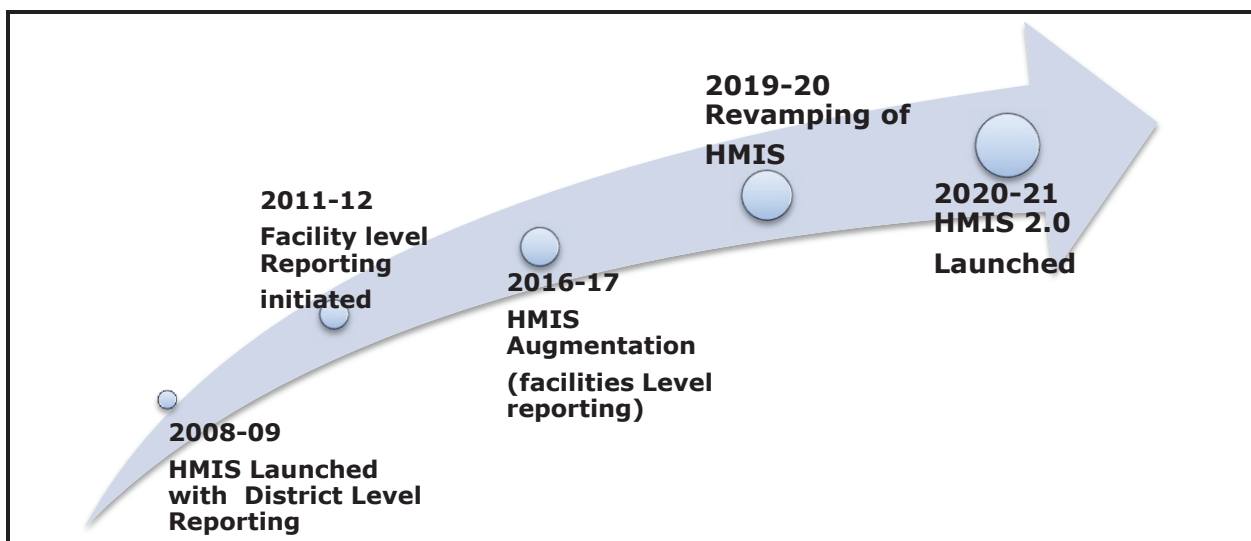 2008-09
HMIS Launched
with District Level
Reporting
2011-12
Facility level
Reporting
initiated
2016-17
HMIS
Augmentation
(facilities Level
reporting)
2019-20
Revamping of
HMIS
2020-21
HMIS 2.0
Launched